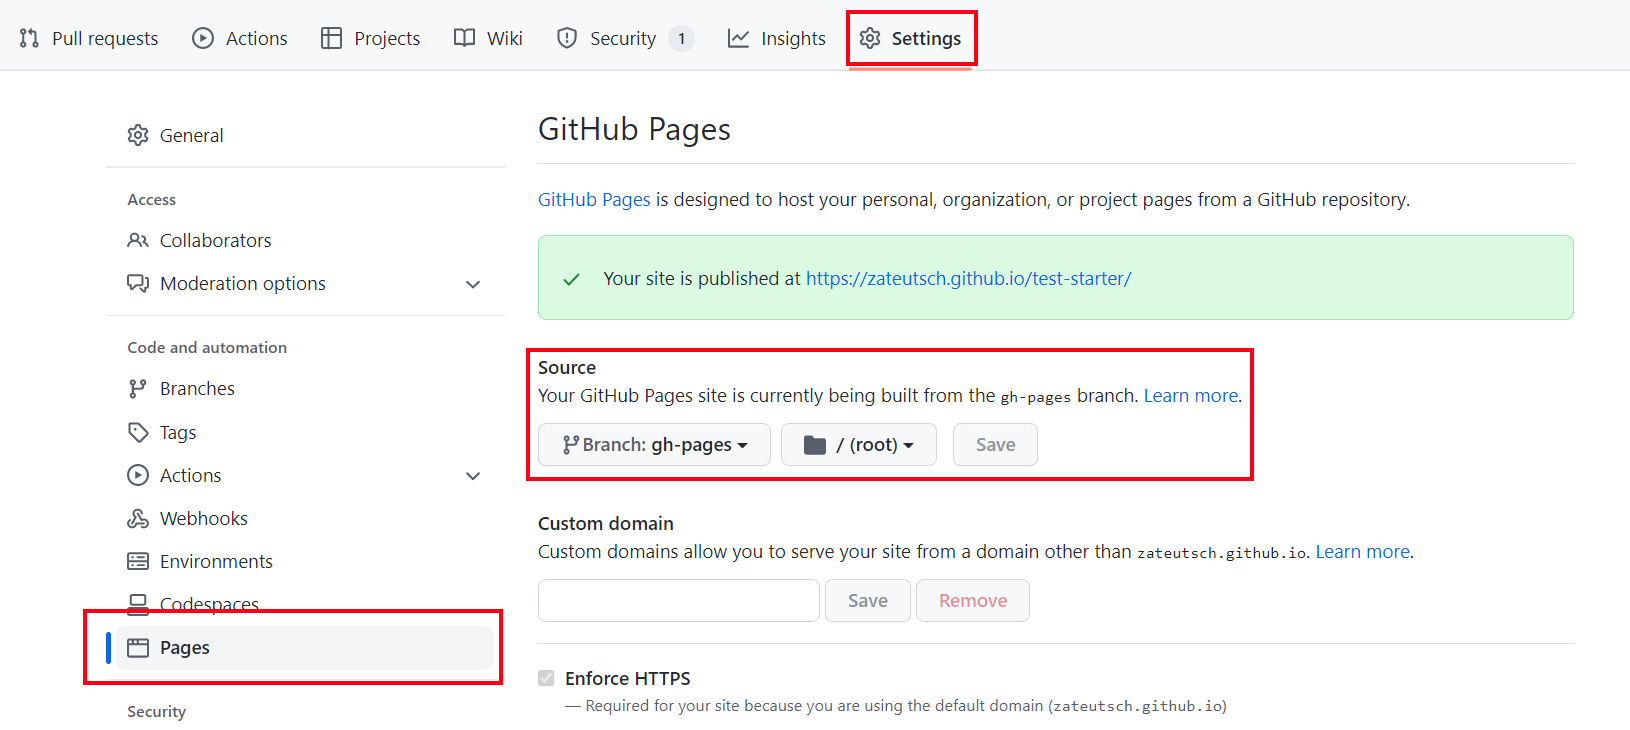 Pull requests Actions Projects Wiki Security 1 Insights Settings
General
Access
Collaborators
Moderation options
Code and automation
Branches
Tags
Actions
Webhooks
Environments
Codespaces
Pages
Security
GitHub Pages
GitHub Pages is designed to host your personal, organization, or project pages from a GitHub repository.
Your site is published at https://zateutsch.github.io/test-starter/
Source
Your GitHub Pages site is currently being built from the gh-pages branch. Learn more.
Branch: gh-pages / (root) Save
Custom domain
Custom domains allow you to serve your site from a domain other than zateutsch.github.io. Learn more.
Save Remove
Enforce HTTPS
— Required for your site because you are using the default domain (zateutsch.github.io)